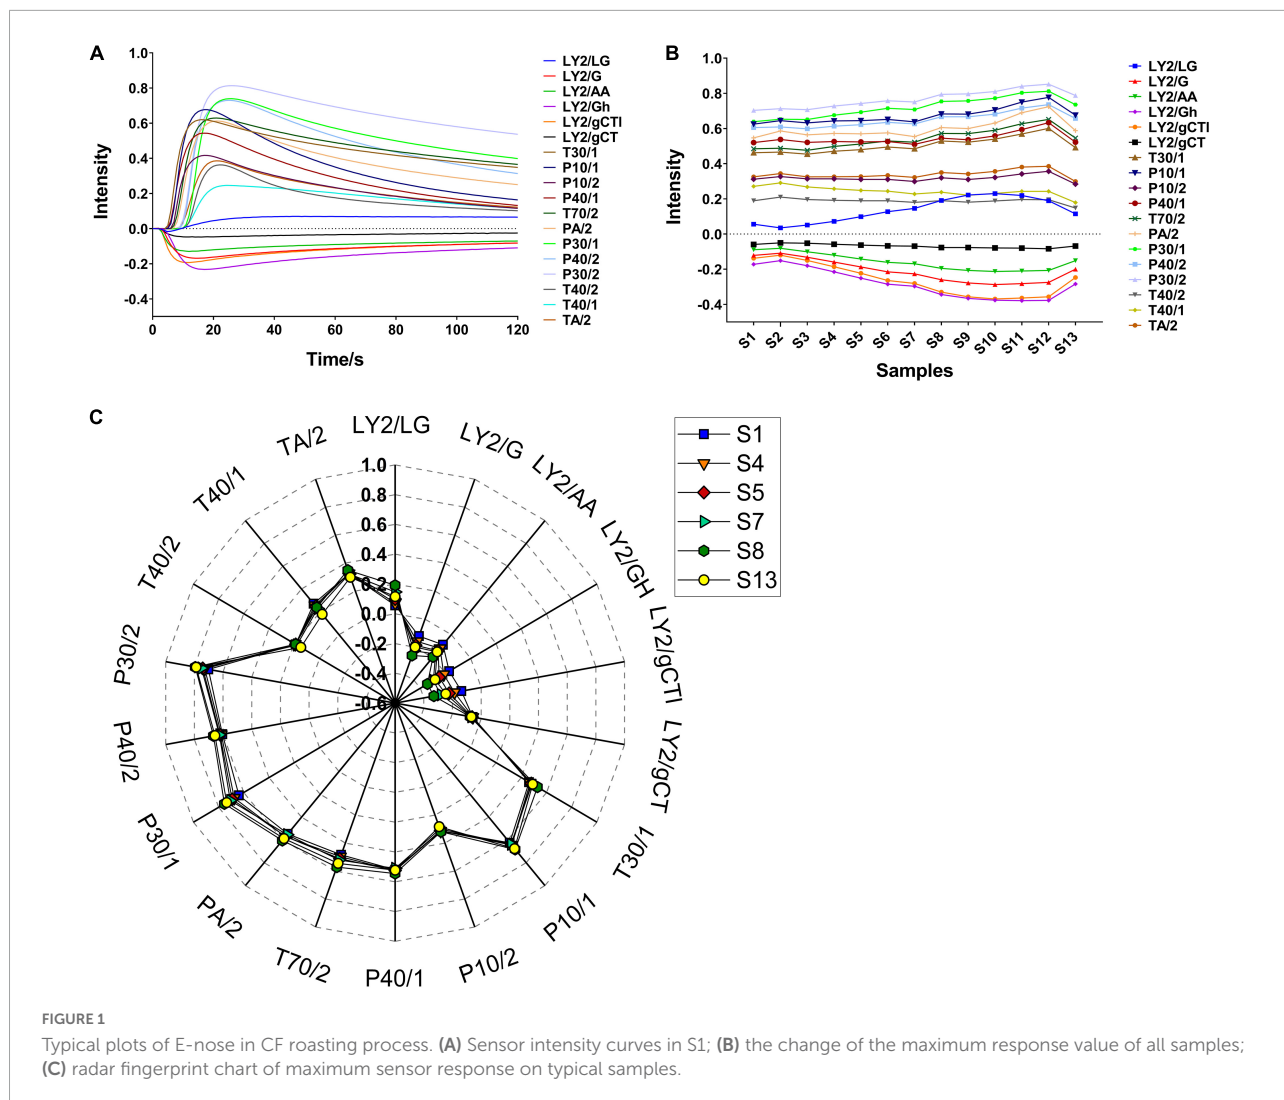 A
Intensity
1.0
0.8
0.6
0.4
0.2
0.0
-0.2
-0.4
0 20 40 60 80 100 120
Time/s
LY2/LG
LY2/G
LY2/AA
LY2/Gh
LY2/gCTI
LY2/gCT
T30/1
P10/1
P10/2
P40/1
T70/2
PA/2
P30/1
P40/2
P30/2
T40/2
T40/1
TA/2
B
Intensity
1.0
0.8
0.6
0.4
0.2
0.0
-0.2
-0.4
S1 S2 S3 S4 S5 S6 S7 S8 S9 S10 S11 S12 S13
Samples
LY2/LG
LY2/G
LY2/AA
LY2/Gh
LY2/gCTI
LY2/gCT
T30/1
P10/1
P10/2
P40/1
T70/2
PA/2
P30/1
P40/2
P30/2
T40/2
T40/1
TA/2
C
LY2/LG
LY2/G
LY2/AA
LY2/GH
LY2/gCTI
LY2/gCT
T30/1
P10/1
P10/2
P40/1
T70/2
PA/2
P30/1
P40/2
P30/2
T40/2
T40/1
TA/2
1.0
0.8
0.6
0.4
0.2
0.0
-0.2
-0.4
-0.6
S1
S4
S5
S7
S8
S13
FIGURE 1
Typical plots of E-nose in CF roasting process. (A) Sensor intensity curves in S1; (B) the change of the maximum response value of all samples;
(C) radar fingerprint chart of maximum sensor response on typical samples.